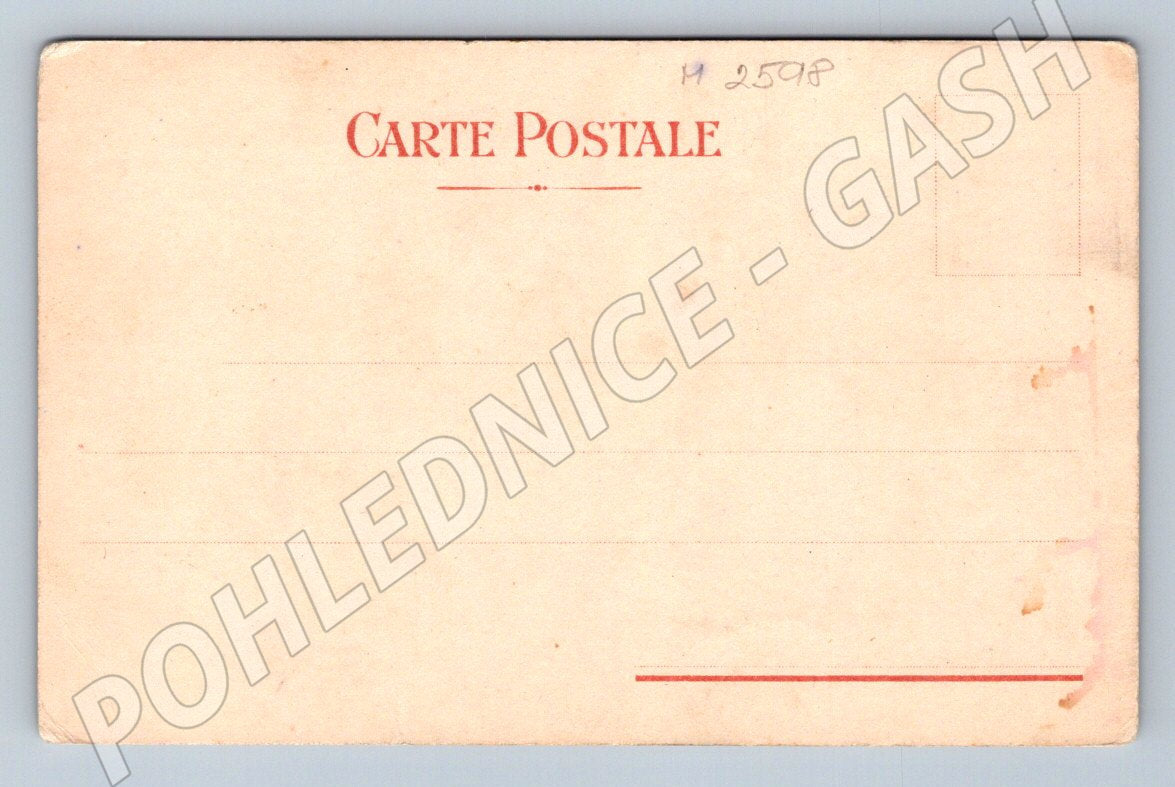 M 2598
CARTE POSTALE
POHLEDNICE - GASH